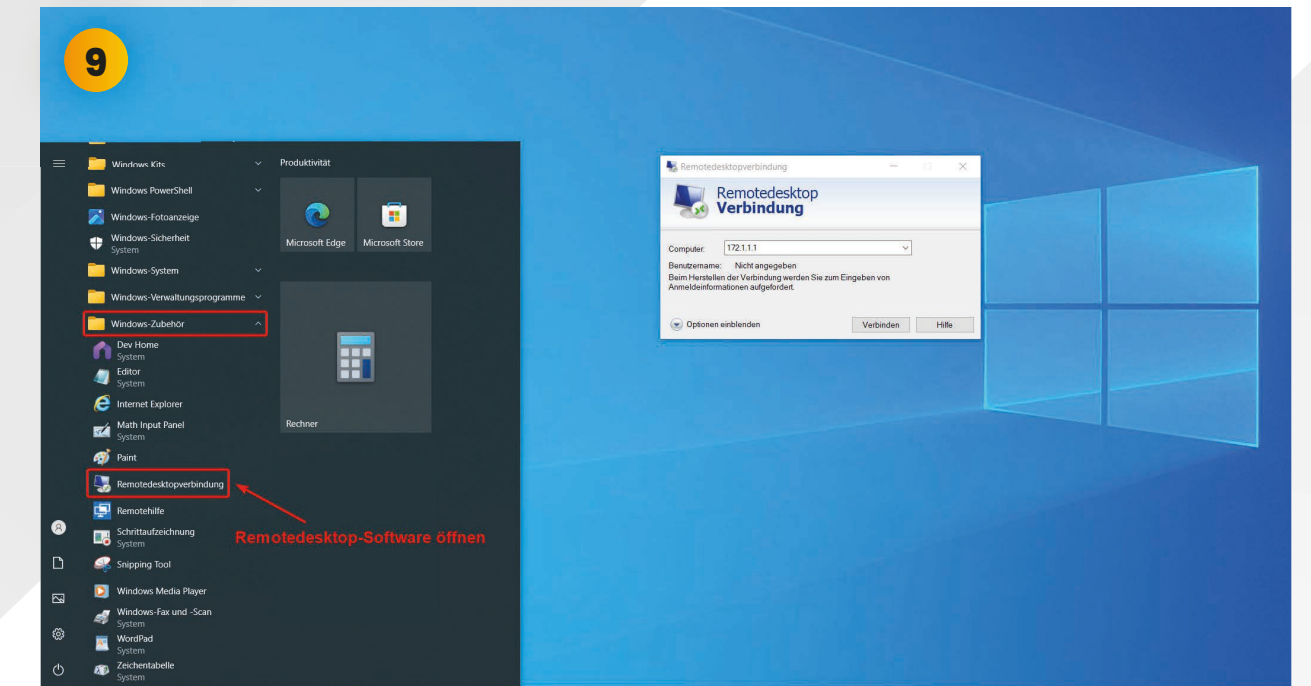 9
Windows Kits
Windows PowerShell
Windows-Fotoanzeige
Windows-Sicherheit
System
Windows-System
Windows-Verwaltungsprogramme
Windows-Zubehör
Dev Home
System
Editor
System
Internet Explorer
Math Input Panel
System
Paint
Remotedesktopverbindung
Remotehilfe
Schrittaufzeichnung
System
Snipping Tool
Windows Media Player
Windows-Fax und -Scan
System
WordPad
System
Zeichentabelle
System
Produktivität
Microsoft Edge
Microsoft Store
Rechner
Remotedesktop-Software öffnen
Remotedesktopverbindung
Remotedesktop
Verbindung
Computer: 172.1.1.1
Benutzername: Nicht angegeben
Beim Herstellen der Verbindung werden Sie zum Eingeben von
Anmeldeinformationen aufgefordert.
Optionen einblenden
Verbinden
Hilfe